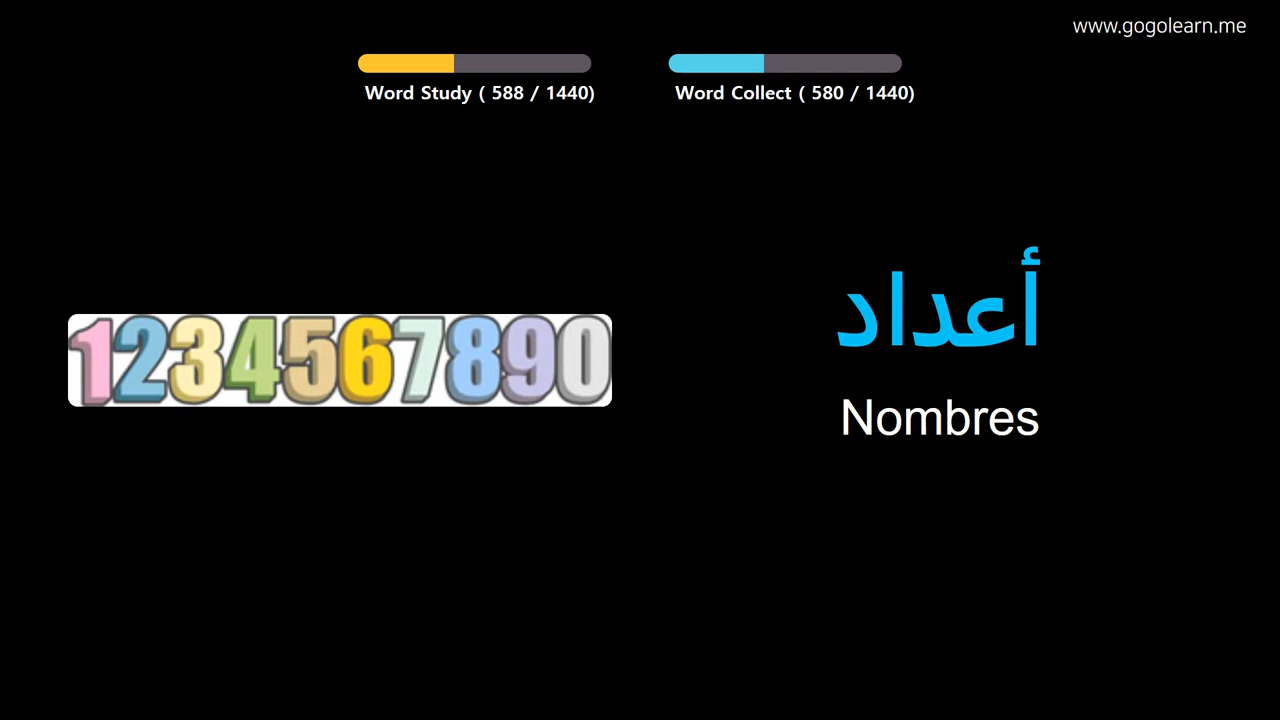 www.gogolearn.me
Word Study ( 588 / 1440)
Word Collect ( 580 / 1440)
1234567890
أعداد
Nombres